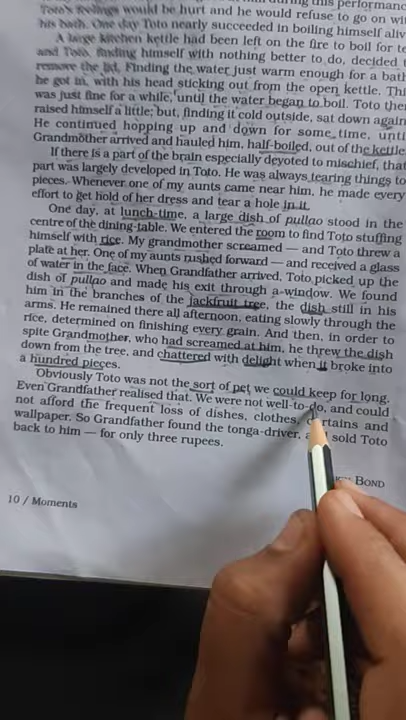 during this performanc
Toto's feelings would be hurt and he would refuse to go on wi
his bath. One day Toto nearly succeeded in boiling himself aliv
A large kitchen kettle had been left on the fire to boil for te
and Toto, finding himself with nothing better to do, decided t
remove the lid. Finding the water just warm enough for a bath
he got in, with his head sticking out from the open kettle. Thi
was just fine for a while, until the water began to boil. Toto the
raised himself a little; but, finding it cold outside, sat down again
He continued hopping up and down for some time, unti
Grandmother arrived and hauled him, half-boiled, out of the kettle
If there is a part of the brain especially devoted to mischief, that
part was largely developed in Toto. He was always tearing things to
pieces. Whenever one of my aunts came near him, he made every
effort to get hold of her dress and tear a hole in it.
One day, at lunch-time, a large dish of pullao stood in the
centre of the dining-table. We entered the room to find Toto stuffing
himself with rice. My grandmother screamed — and Toto threw a
plate at her. One of my aunts rushed forward — and received a glass
of water in the face. When Grandfather arrived, Toto picked up the
dish of pullao and made his exit through a window. We found
him in the branches of the jackfruit tree, the dish still in his
arms. He remained there all afternoon, eating slowly through the
rice, determined on finishing every grain. And then, in order to
spite Grandmother, who had screamed at him, he threw the dish
down from the tree, and chattered with delight when it broke into
a hundred pieces.
Obviously Toto was not the sort of pet we could keep for long.
Even Grandfather realised that. We were not well-to-do, and could
not afford the frequent loss of dishes, clothes, curtains and
wallpaper. So Grandfather found the tonga-driver, a sold Toto
back to him — for only three rupees.
BOND
10 / Moments